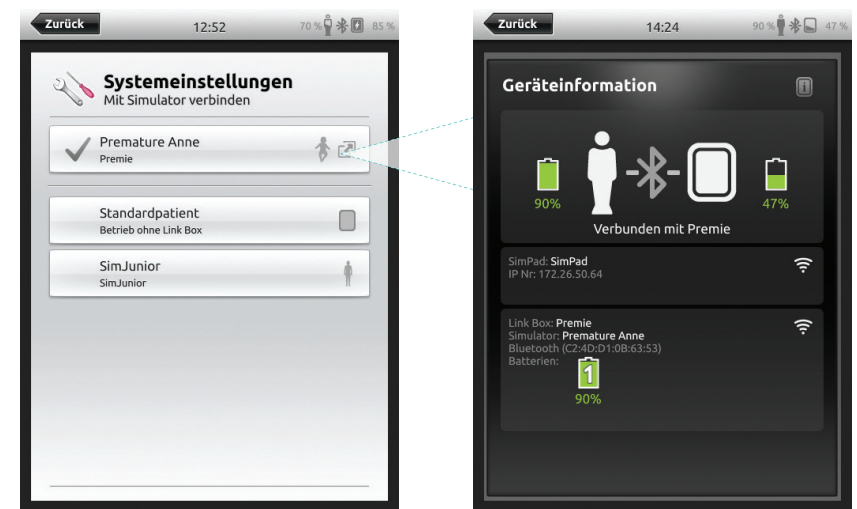 Zurück 12:52 70 % 85 %
Systemeinstellungen
Mit Simulator verbinden
Premature Anne
Premie
Standardpatient
Betrieb ohne Link Box
SimJunior
SimJunior
Zurück 14:24 90 % 47 %
Geräteinformation
90% 47%
Verbunden mit Premie
SimPad: SimPad
IP Nr: 172.26.50.64
Link Box: Premie
Simulator: Premature Anne
Bluetooth (C2:4D:D1:0B:63:53)
Batterien:
1
90%